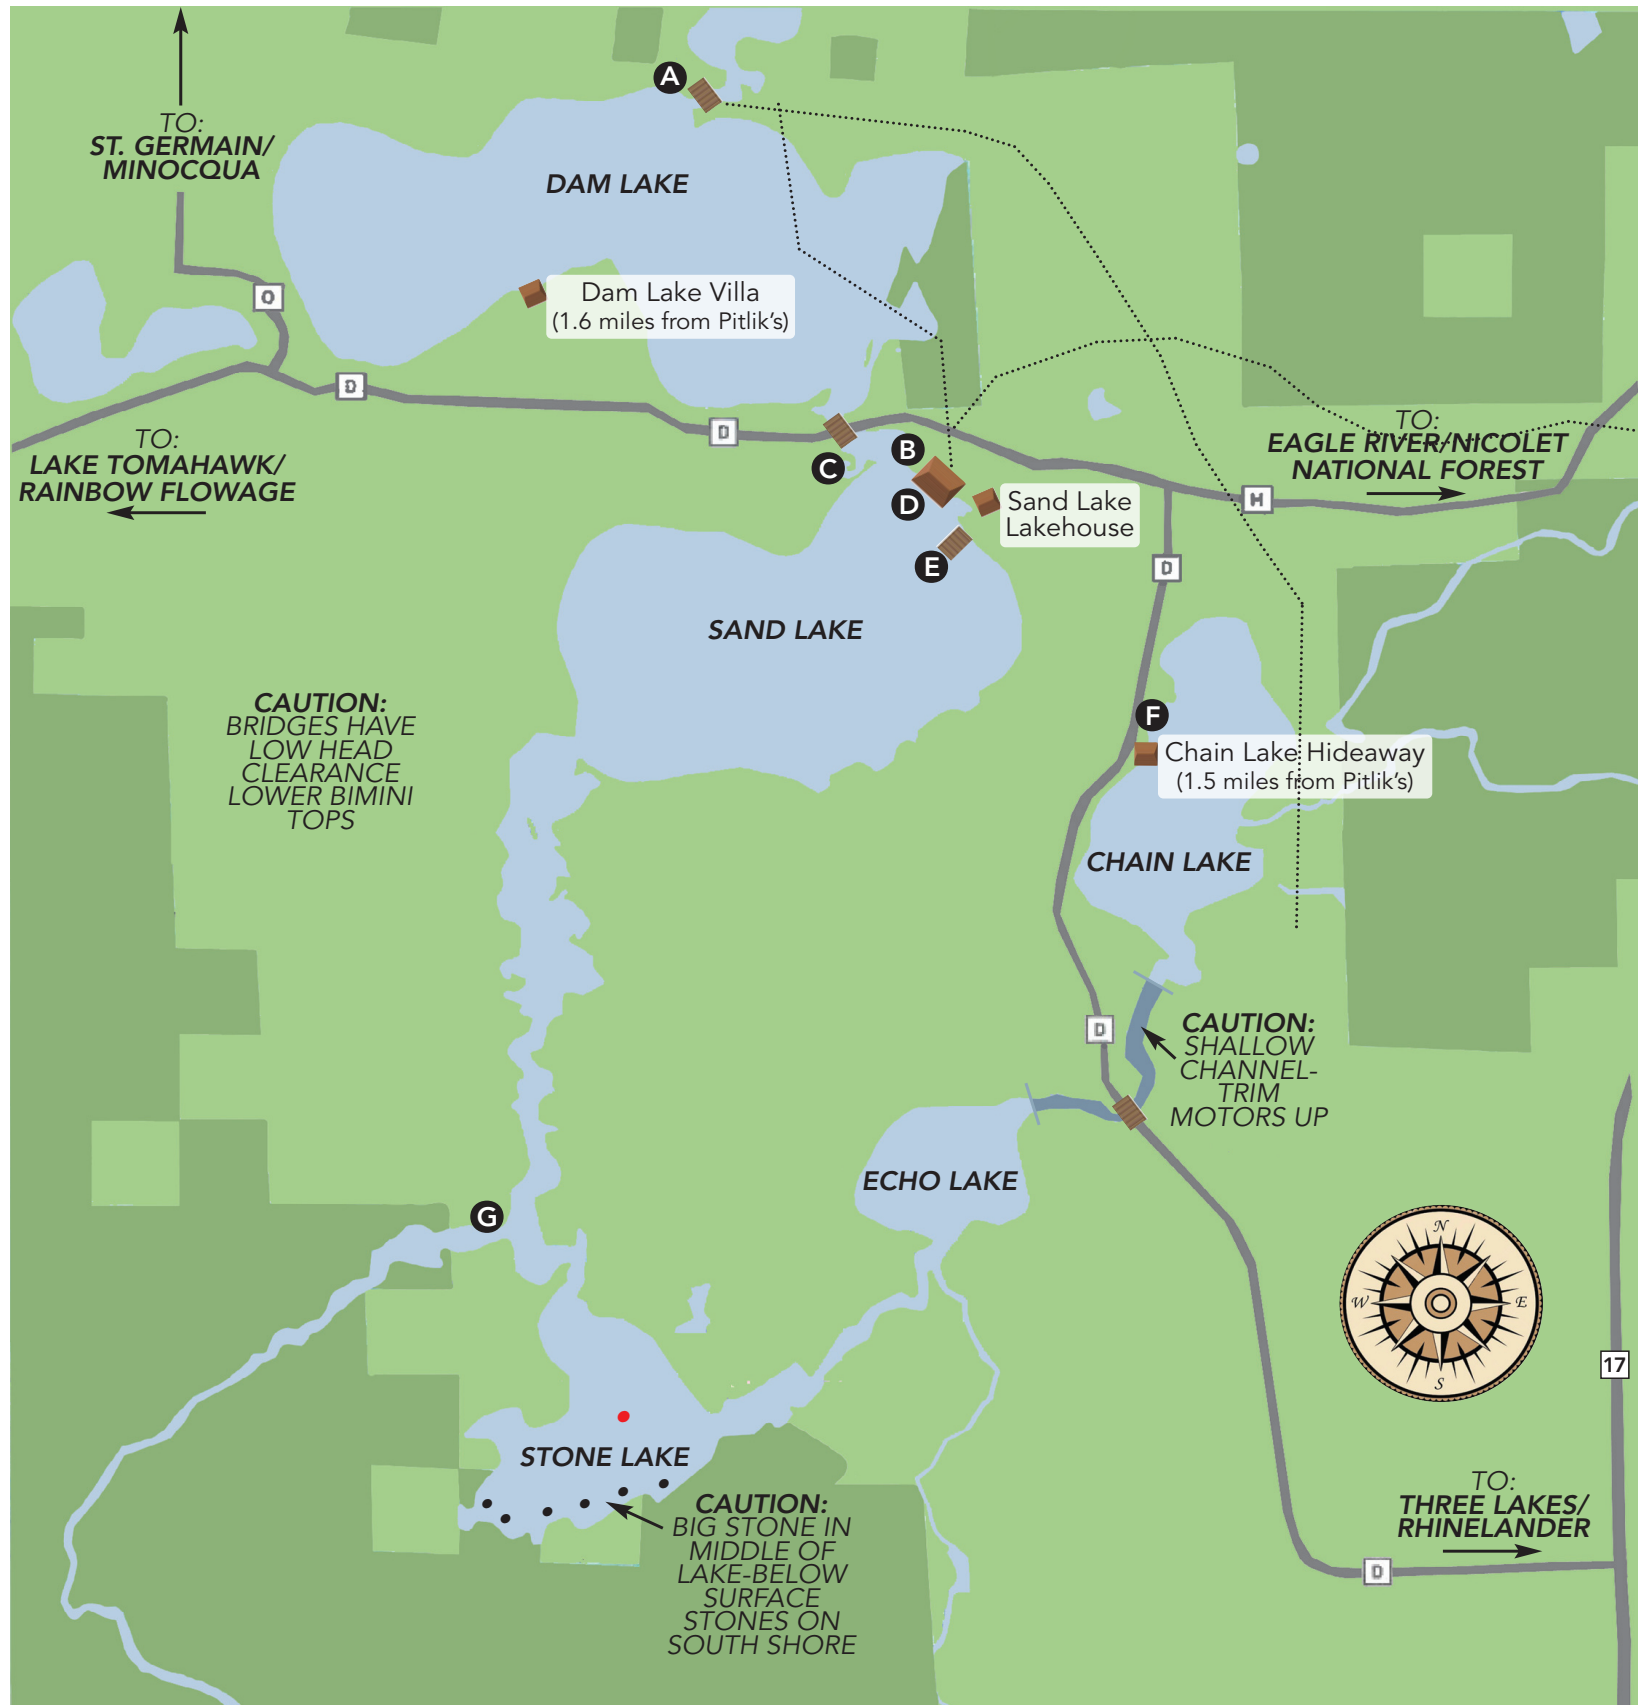 A
TO:
ST. GERMAIN/
MINOCQUA
DAM LAKE
O
Dam Lake Villa
(1.6 miles from Pitlik's)
D
D
TO:
LAKE TOMAHAWK/
RAINBOW FLOWAGE
TO:
EAGLE RIVER/NICOLET
NATIONAL FOREST
B
C
D
H
Sand Lake
Lakehouse
E
D
SAND LAKE
CAUTION:
BRIDGES HAVE
LOW HEAD
CLEARANCE
LOWER BIMINI
TOPS
F
Chain Lake Hideaway
(1.5 miles from Pitlik's)
CHAIN LAKE
D
CAUTION:
SHALLOW
CHANNEL-
TRIM
MOTORS UP
ECHO LAKE
G
N
W
E
S
17
STONE LAKE
CAUTION:
BIG STONE IN
MIDDLE OF
LAKE-BELOW
SURFACE
STONES ON
SOUTH SHORE
TO:
THREE LAKES/
RHINELANDER
D